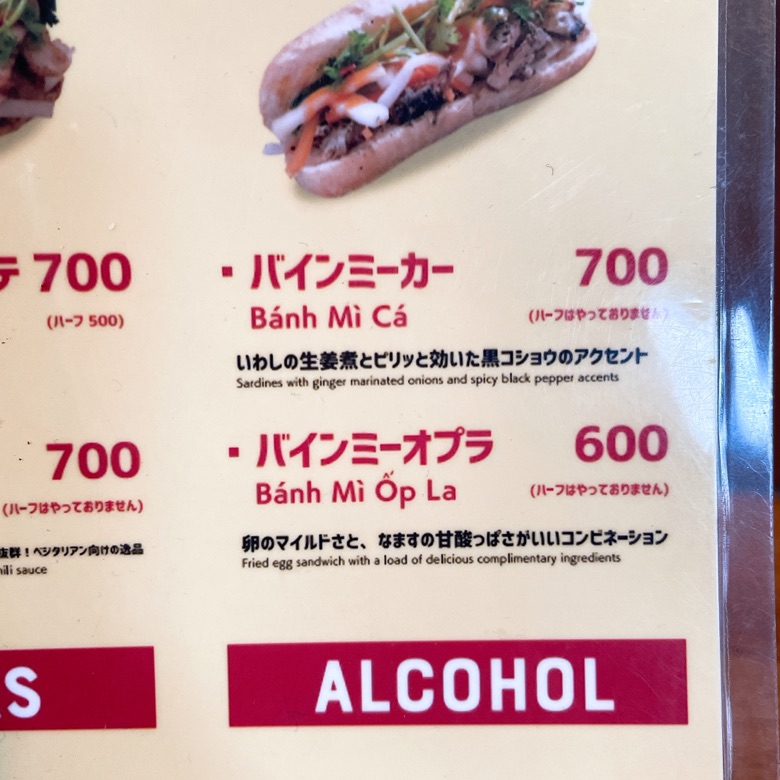 テ 700
(ハーフ 500)
700
(ハーフはやっておりません)
抜群！ベジタリアン向けの逸品
ili sauce
S
▪ バインミーカー 700
Bánh Mì Cá (ハーフはやっておりません)
いわしの生姜煮とピリッと効いた黒コショウのアクセント
Sardines with ginger marinated onions and spicy black pepper accents
▪ バインミーオプラ 600
Bánh Mì Ốp La (ハーフはやっておりません)
卵のマイルドさと、なますの甘酸っぱさがいいコンビネーション
Fried egg sandwich with a load of delicious complimentary ingredients
ALCOHOL